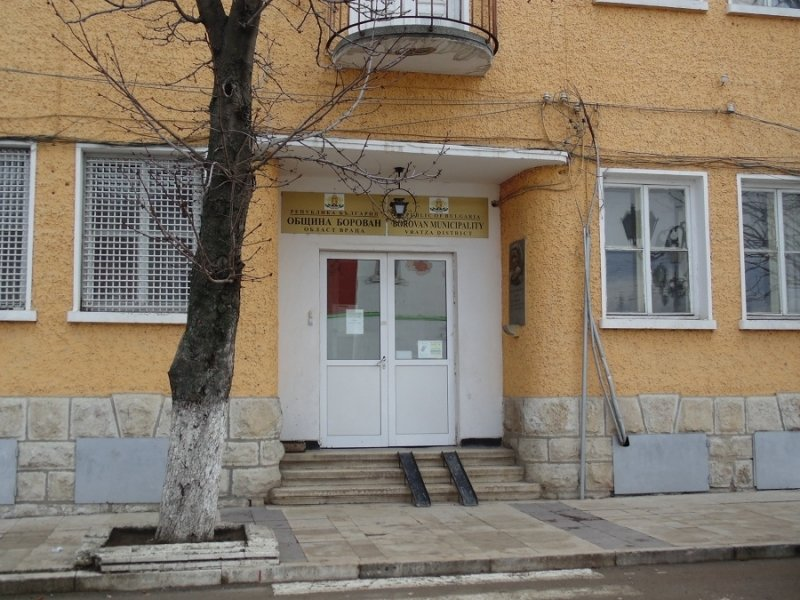 РЕПУБЛИКА БЪЛГАРИЯ
ОБЩИНА БОРОВАН
ОБЛАСТ ВРАЦА
REPUBLIC OF BULGARIA
BOROVAN MUNICIPALITY
VRATZA DISTRICT